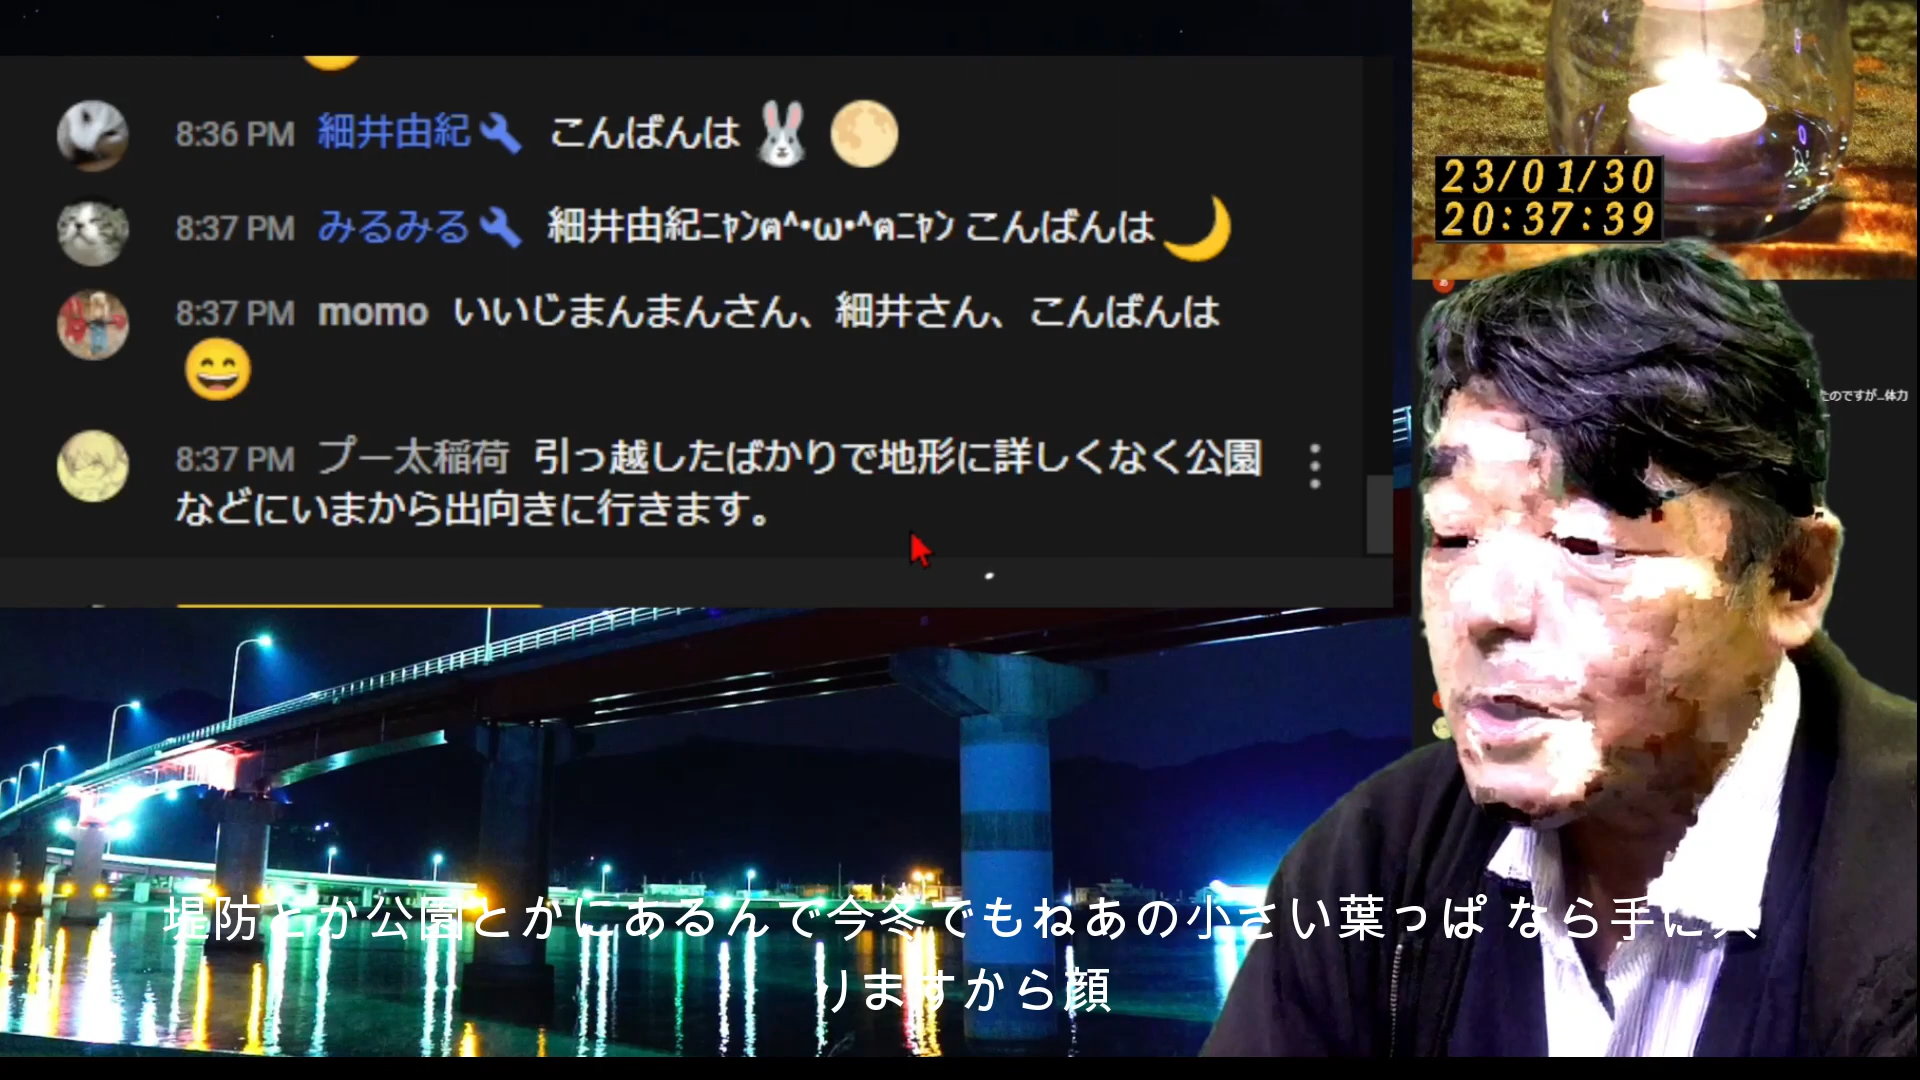 8:36 PM 細井由紀🔧 こんばんは🐰🌕
8:37 PM みるみる🔧 細井由紀ﾆｬﾝฅ^•ω•^ฅﾆｬﾝ こんばんは🌙
8:37 PM momo いいじまんまんさん、細井さん、こんばんは
😄
8:37 PM プー太稲荷 引っ越したばかりで地形に詳しくなく公園
などにいまから出向きに行きます。
23/01/30
20:37:39
たのですが...体力
堤防とか公園とかにあるんで今冬でもねあの小さい葉っぱ なら手に入
りますから顔